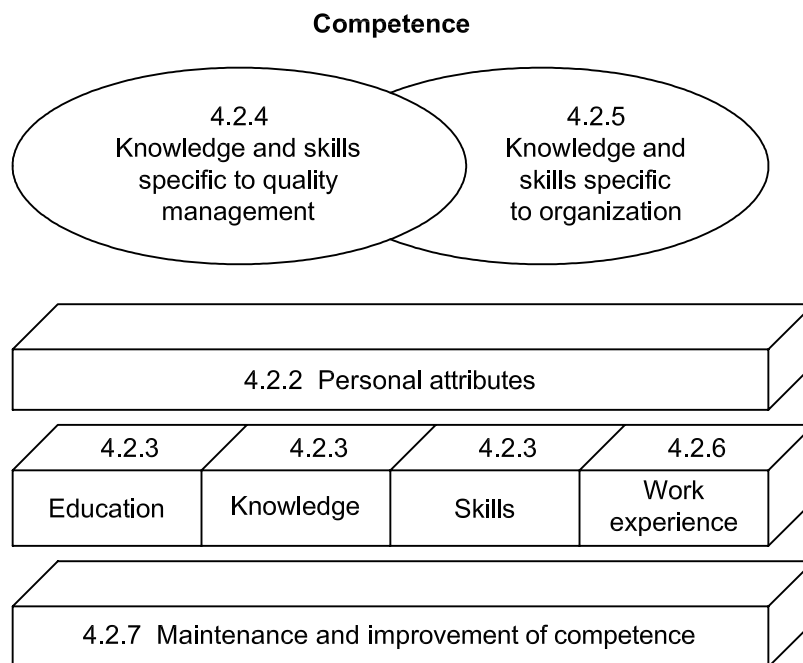 Competence
4.2.4
Knowledge and skills
specific to quality
management
4.2.5
Knowledge and
skills specific
to organization
4.2.2 Personal attributes
4.2.3
Education
4.2.3
Knowledge
4.2.3
Skills
4.2.6
Work
experience
4.2.7 Maintenance and improvement of competence